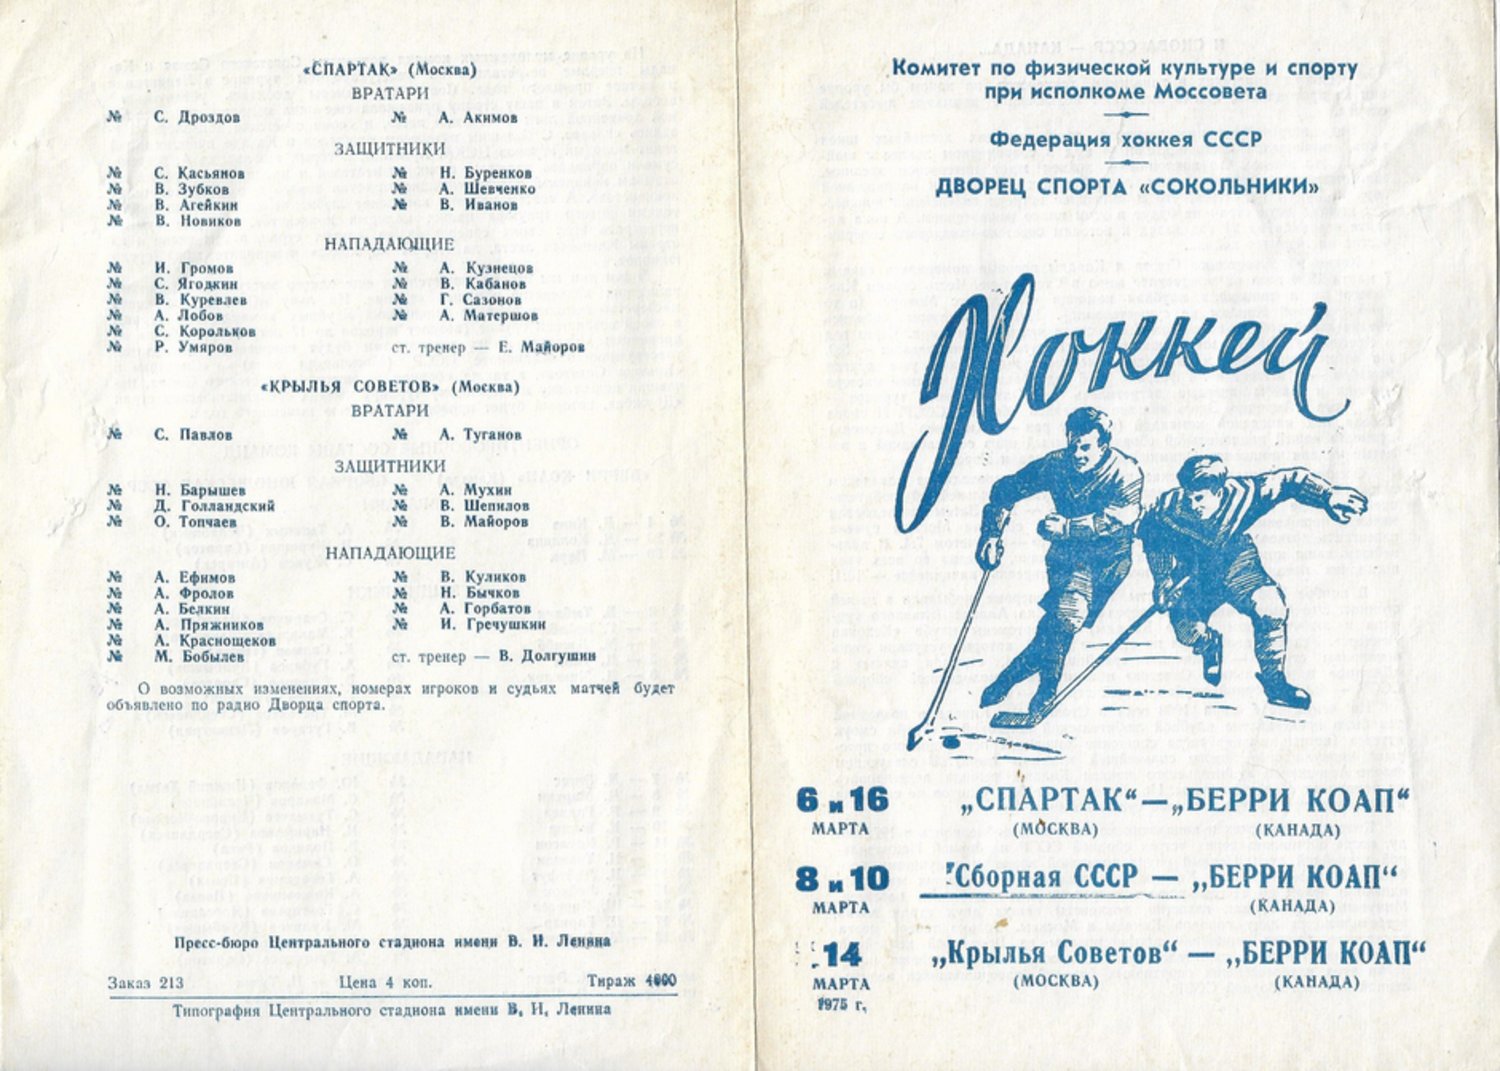 «СПАРТАК» (Москва)
ВРАТАРИ
№ С. Дроздов № А. Акимов
ЗАЩИТНИКИ
№ С. Касьянов № Н. Буренков
№ В. Зубков № А. Шевченко
№ В. Агейкин № В. Иванов
№ В. Новиков
НАПАДАЮЩИЕ
№ И. Громов № А. Кузнецов
№ С. Ягодкин № В. Кабанов
№ В. Куревлев № Г. Сазонов
№ А. Лобов № А. Матершов
№ С. Корольков
№ Р. Умяров ст. тренер — Е. Майоров
«КРЫЛЬЯ СОВЕТОВ» (Москва)
ВРАТАРИ
№ С. Павлов № А. Туганов
ЗАЩИТНИКИ
№ Н. Барышев № А. Мухин
№ Д. Голландский № В. Шепилов
№ О. Топчаев № В. Майоров
НАПАДАЮЩИЕ
№ А. Ефимов № В. Куликов
№ А. Фролов № Н. Бычков
№ А. Белкин № А. Горбатов
№ А. Пряжников № И. Гречушкин
№ А. Краснощеков
№ М. Бобылев ст. тренер — В. Долгушин
О возможных изменениях, номерах игроков и судьях матчей будет
объявлено по радио Дворца спорта.
Пресс-бюро Центрального стадиона имени В. И. Ленина
Заказ 213 Цена 4 коп. Тираж
Типография Центрального стадиона имени В. И. Ленина
Комитет по физической культуре и спорту
при исполкоме Моссовета
Федерация хоккея СССР
ДВОРЕЦ СПОРТА «СОКОЛЬНИКИ»
Хоккей
6 и 16 „СПАРТАК“ — „БЕРРИ КОАП“
МАРТА (МОСКВА) (КАНАДА)
8 и 10 Сборная СССР — „БЕРРИ КОАП“
МАРТА (КАНАДА)
14 „Крылья Советов“ — „БЕРРИ КОАП“
МАРТА (МОСКВА) (КАНАДА)
1975 г.